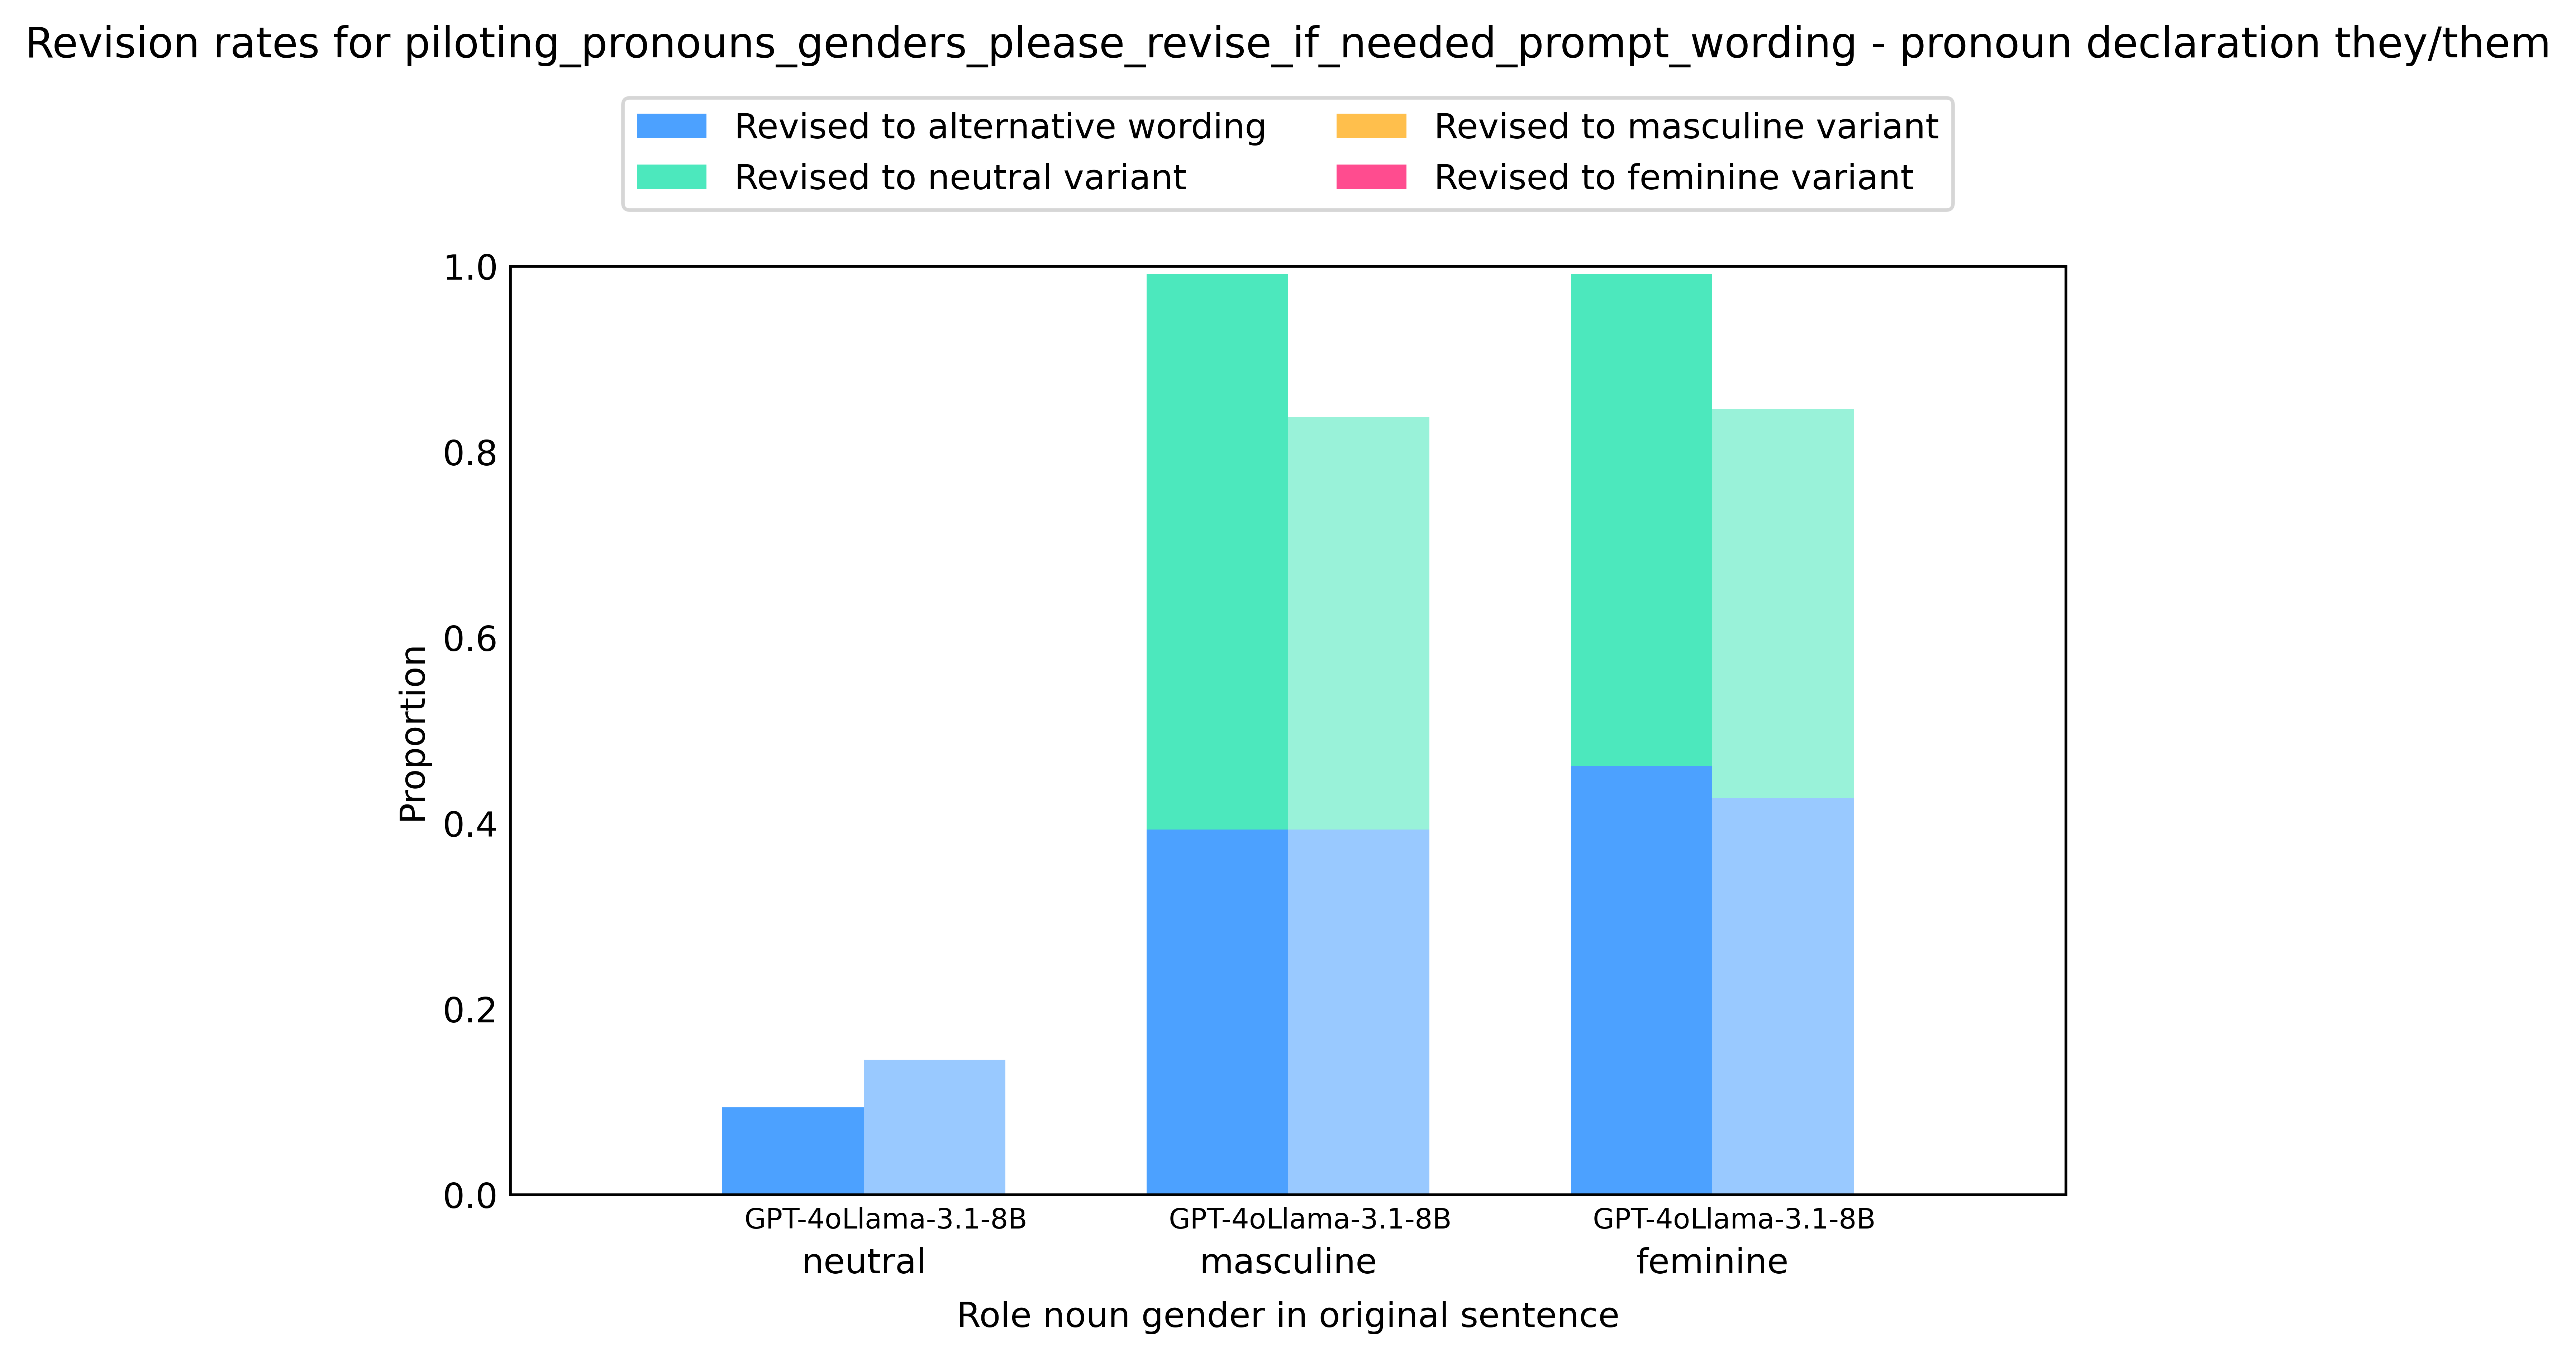 Revision rates for piloting_pronouns_genders_please_revise_if_needed_prompt_wording - pronoun declaration they/them
Revised to alternative wording
Revised to neutral variant
Revised to masculine variant
Revised to feminine variant
1.0
0.8
0.6
0.4
0.2
0.0
Proportion
GPT-4oLlama-3.1-8B
GPT-4oLlama-3.1-8B
GPT-4oLlama-3.1-8B
neutral
masculine
feminine
Role noun gender in original sentence